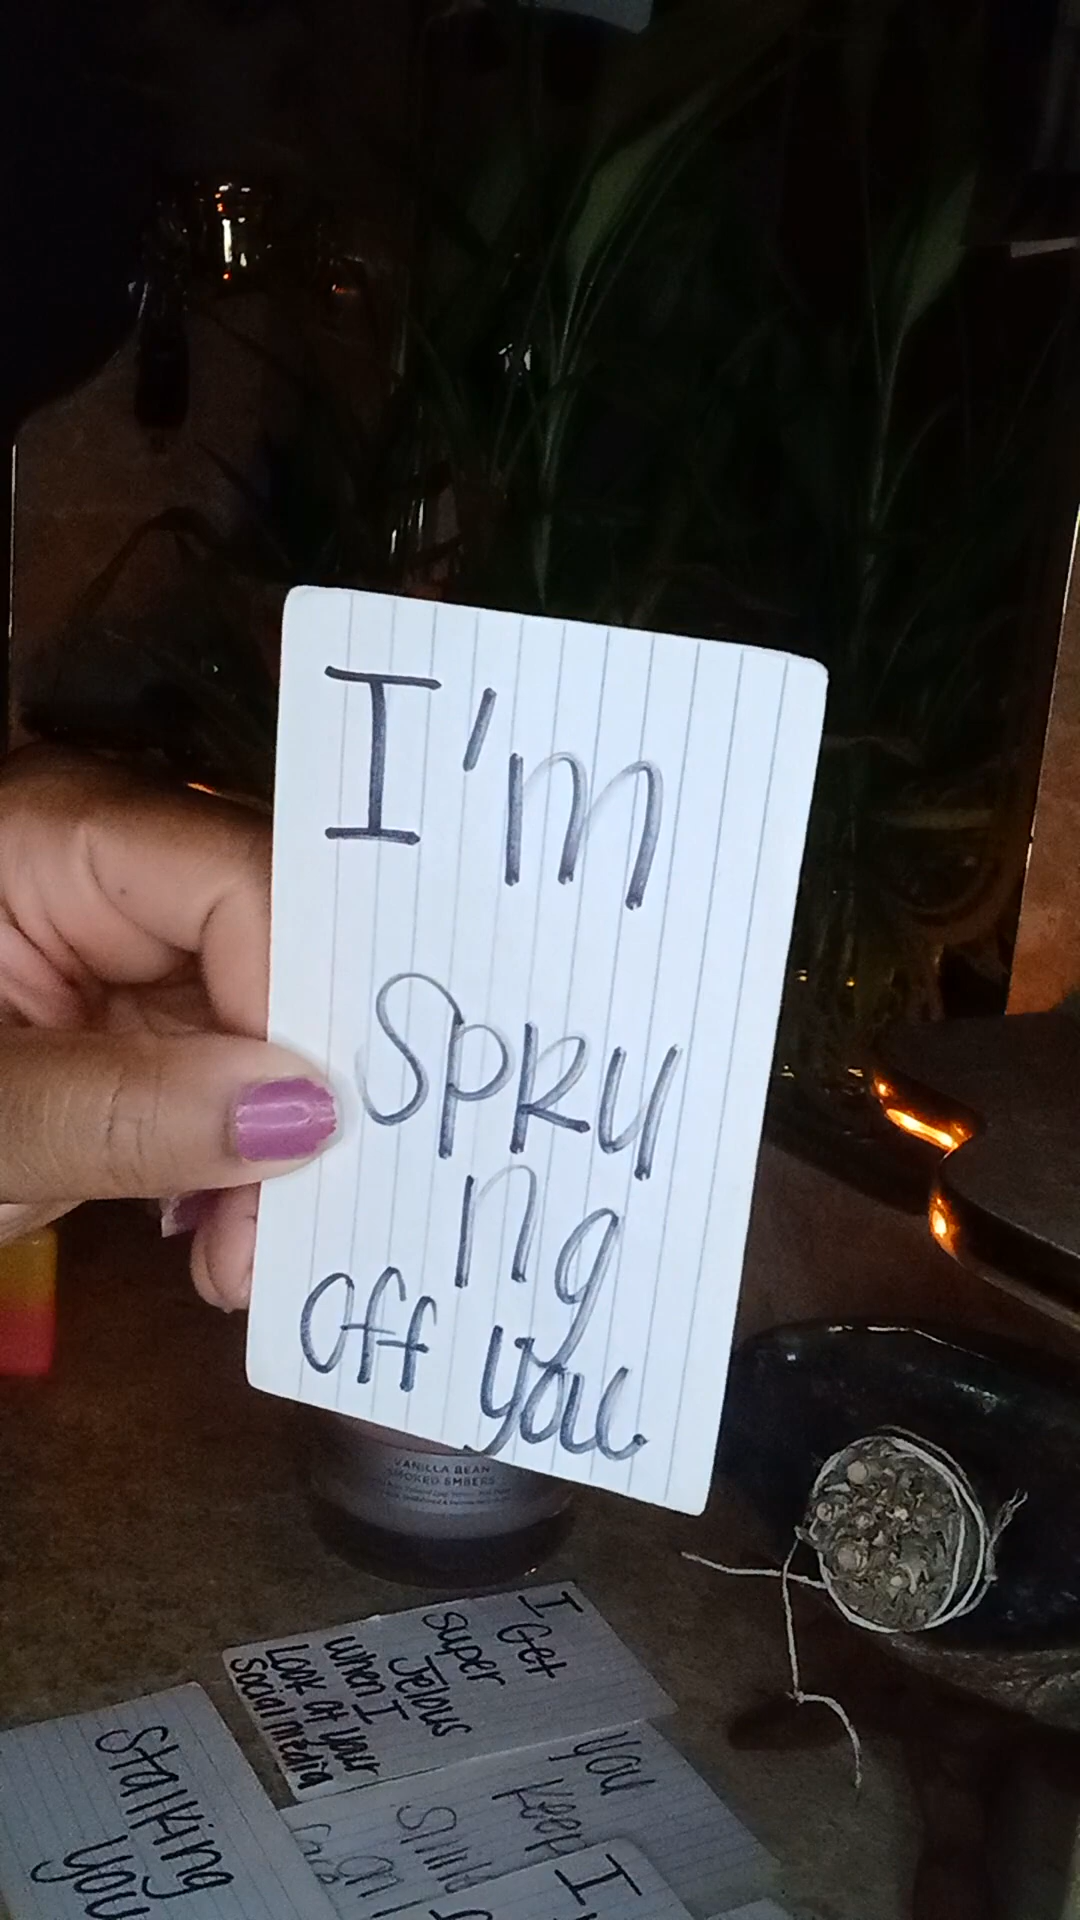 I'm
SPRU
ng
Off you
VANILLA BEAN
SMOKED EMBERS
I Get
Super
Jelous
when I
Look at your
Social media
Stalking
you
you
Keep
on
I